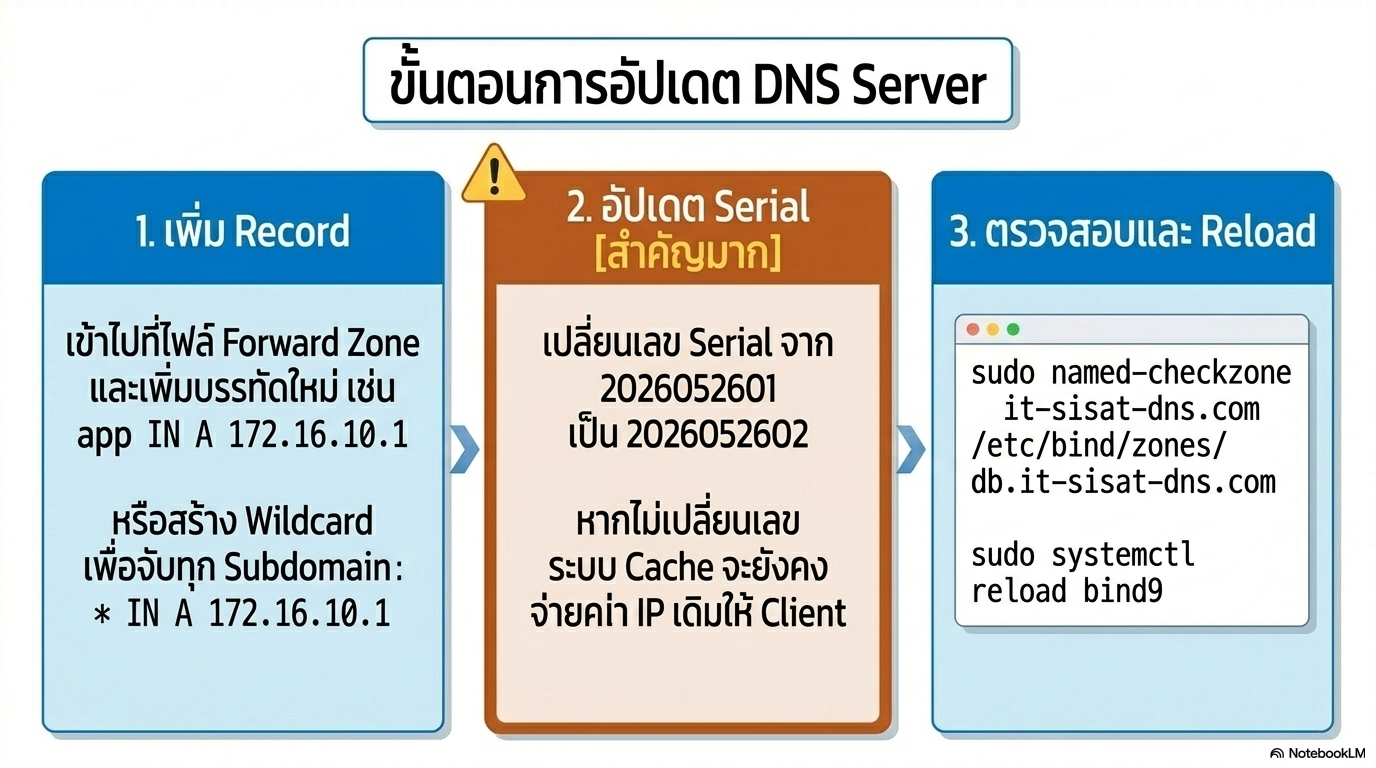 ขั้นตอนการอัปเดต DNS Server
1. เพิ่ม Record
เข้าไปที่ไฟล์ Forward Zone
และเพิ่มบรรทัดใหม่ เช่น
app IN A 172.16.10.1
หรือสร้าง Wildcard
เพื่อจับทุก Subdomain:
* IN A 172.16.10.1
2. อัปเดต Serial
[สำคัญมาก]
เปลี่ยนเลข Serial จาก
2026052601
เป็น 2026052602
หากไม่เปลี่ยนเลข
ระบบ Cache จะยังคง
จ่ายค่า IP เดิมให้ Client
3. ตรวจสอบและ Reload
sudo named-checkzone
it-sisat-dns.com
/etc/bind/zones/
db.it-sisat-dns.com
sudo systemctl
reload bind9
NotebookLM